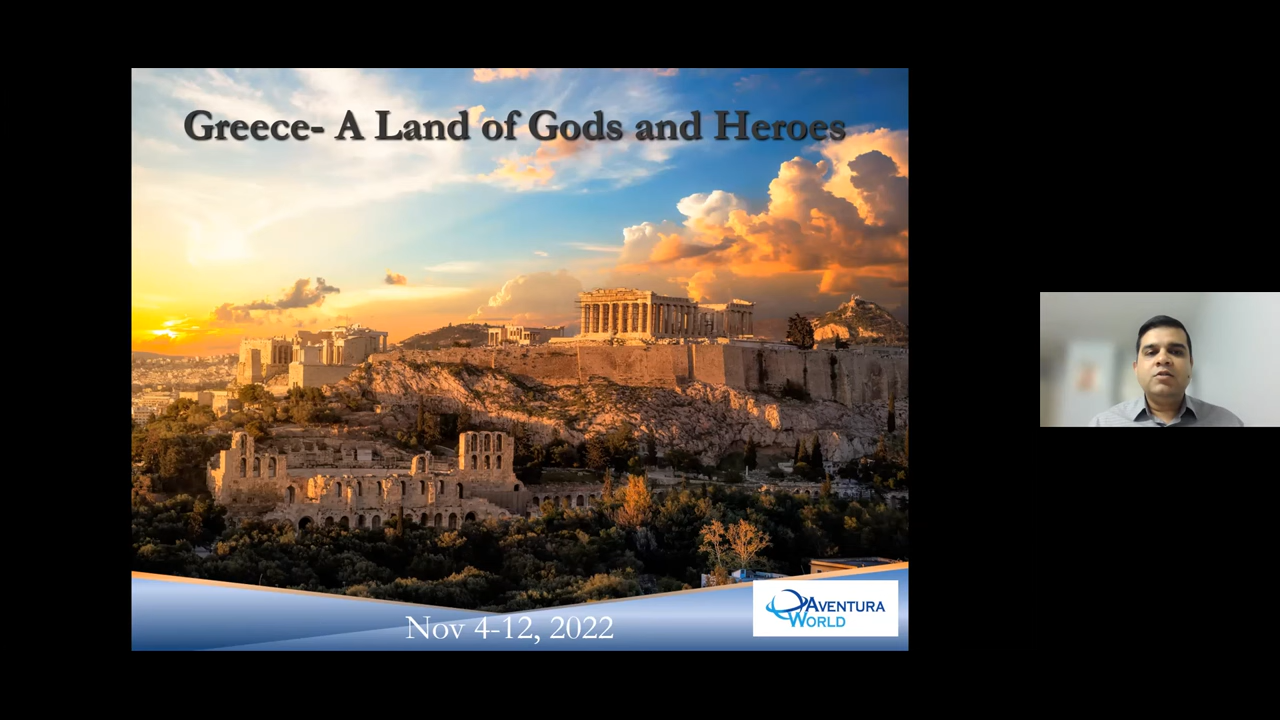 Greece- A Land of Gods and Heroes
Nov 4-12, 2022
AVENTURA
WORLD